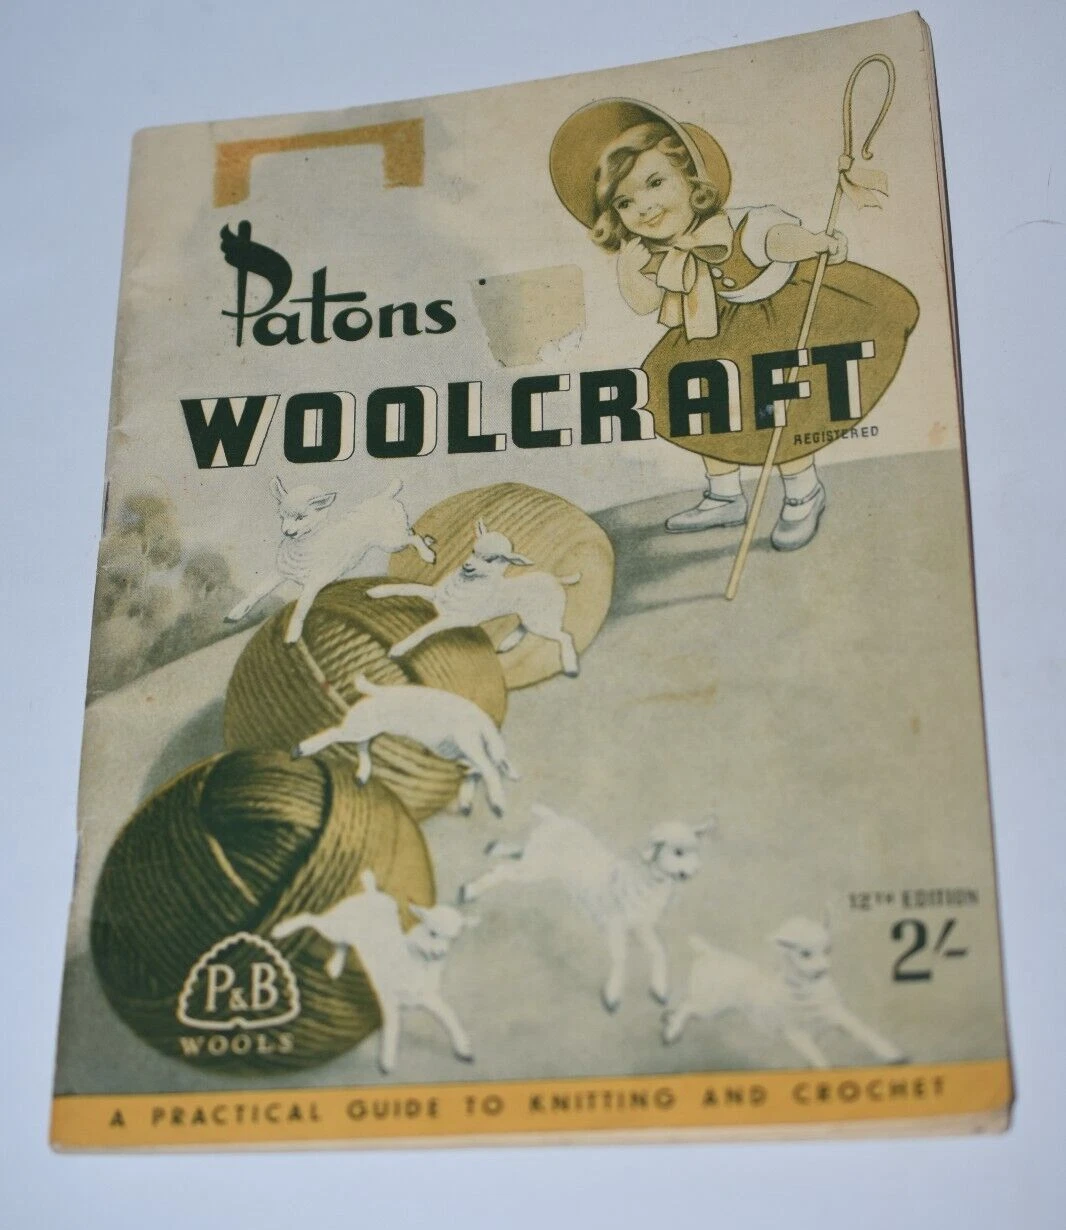 Patons
WOOLCRAFT
REGISTERED
12TH EDITION
2/-
P&B
WOOLS
A PRACTICAL GUIDE TO KNITTING AND CROCHET